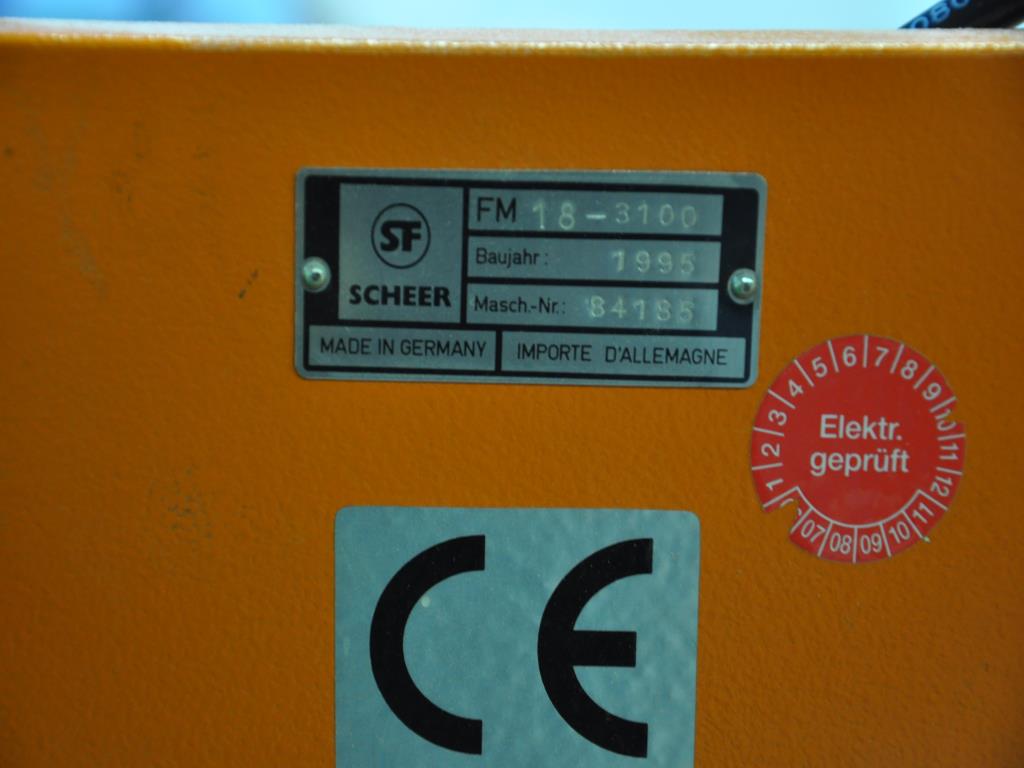 080
SF
SCHEER
FM 18-3100
Baujahr: 1995
Masch.-Nr.: 84185
MADE IN GERMANY
IMPORTE D'ALLEMAGNE
1 2 3 4 5 6 7 8 9 10 11 12
Elektr.
geprüft
07 08 09 10 11
CE